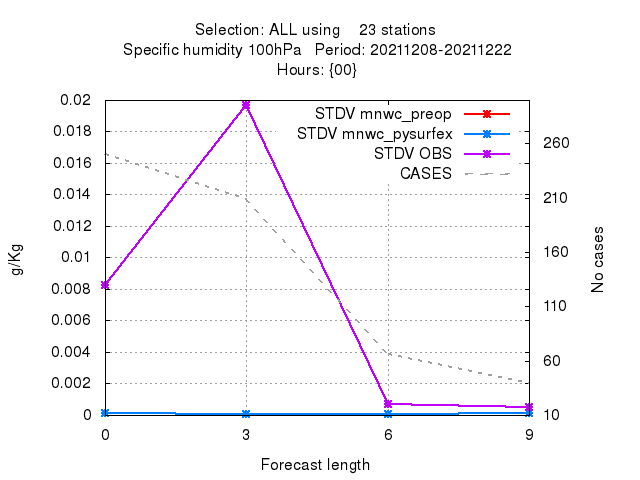 Selection: ALL using    23 stations
Specific humidity 100hPa   Period: 20211208-20211222
Hours: {00}
STDV mnwc_preop
STDV mnwc_pysurfex
STDV OBS
CASES
0.02
0.018
0.016
0.014
0.012
0.01
0.008
0.006
0.004
0.002
0
g/Kg
260
210
160
110
60
10
No cases
0 3 6 9
Forecast length